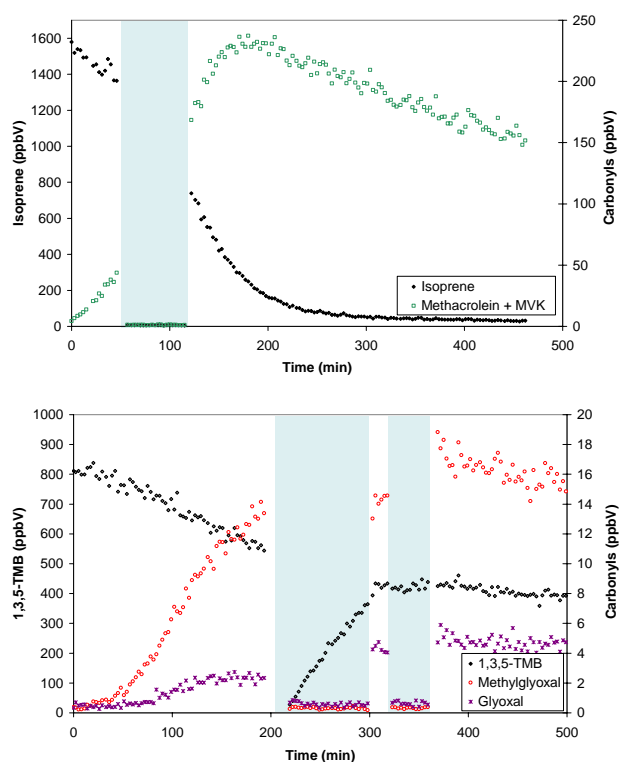 1600
1400
1200
1000
800
600
400
200
0
Isoprene (ppbV)
250
200
150
100
50
0
Carbonyls (ppbV)
Isoprene
Methacrolein + MVK
0 100 200 300 400 500
Time (min)
1000
900
800
700
600
500
400
300
200
100
0
1,3,5-TMB (ppbV)
20
18
16
14
12
10
8
6
4
2
0
Carbonyls (ppbV)
1,3,5-TMB
Methylglyoxal
Glyoxal
0 100 200 300 400 500
Time (min)